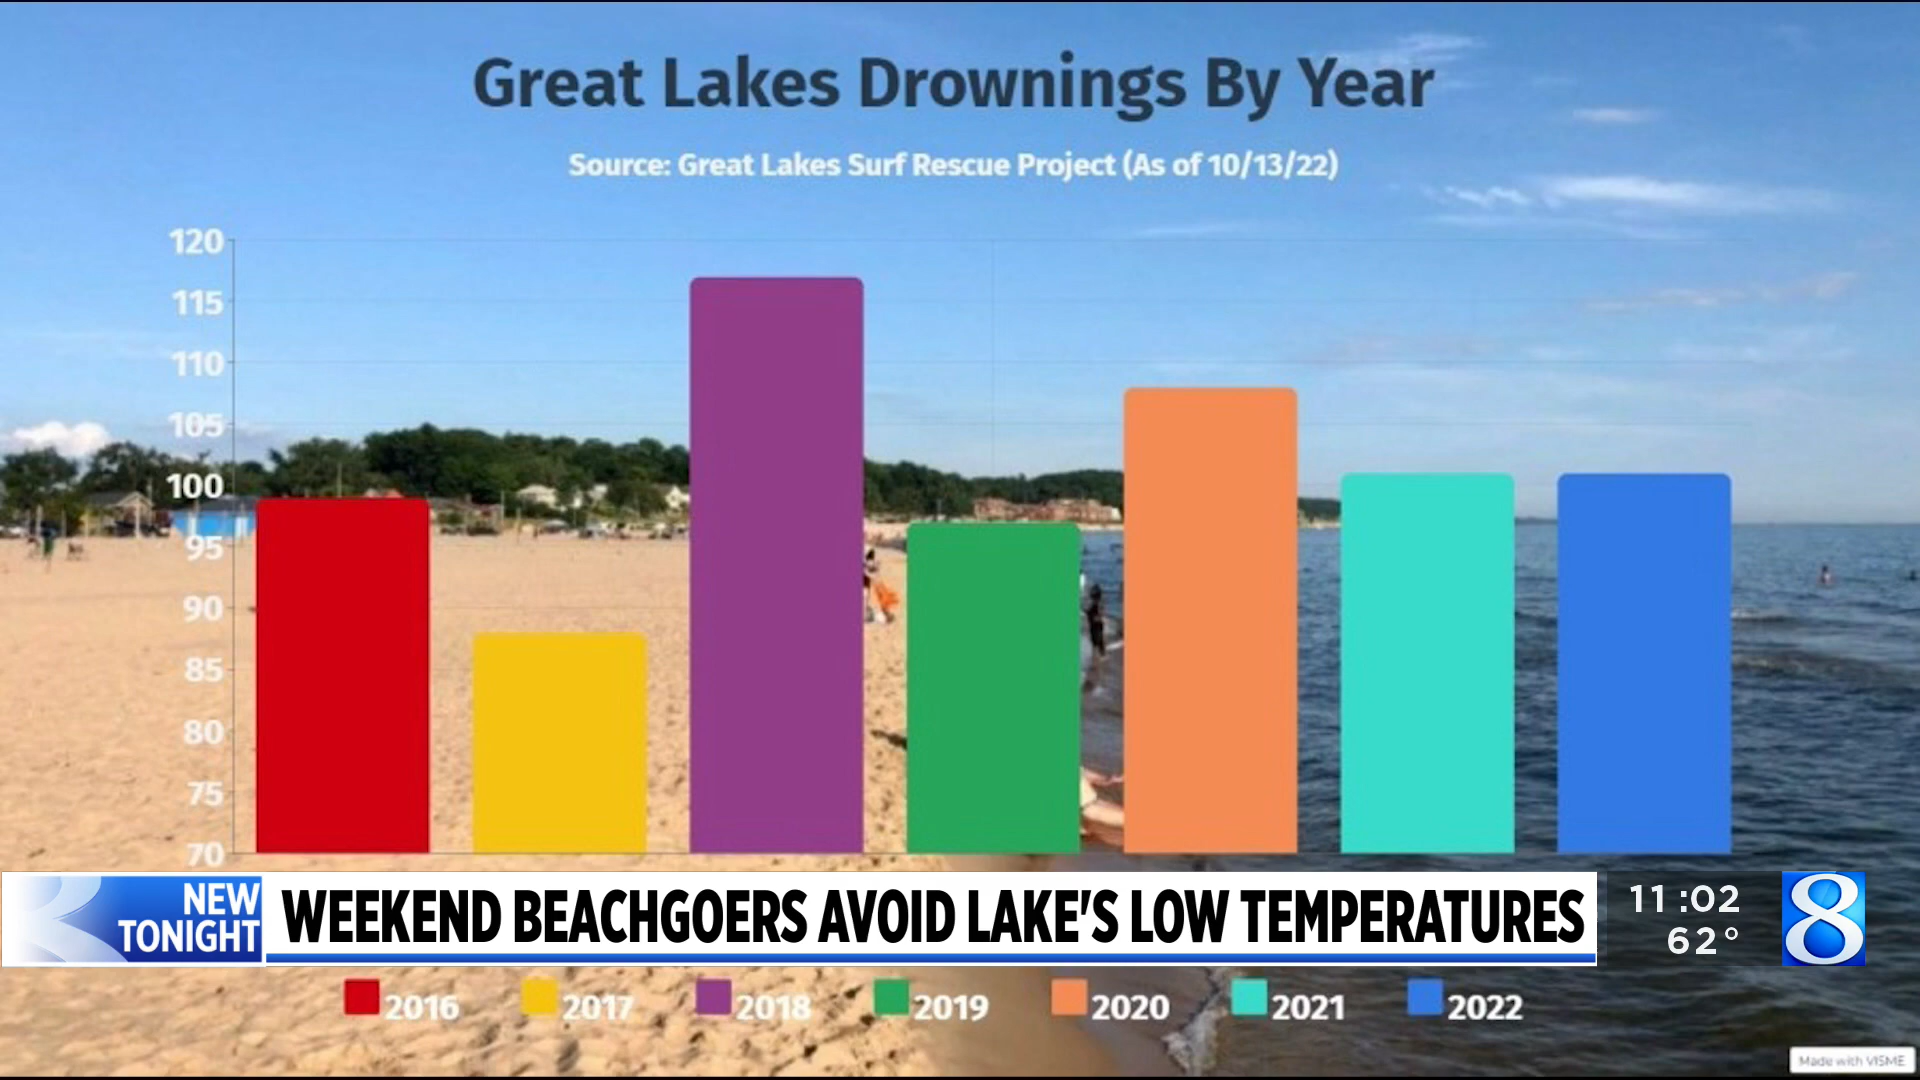 Great Lakes Drownings By Year
Source: Great Lakes Surf Rescue Project (As of 10/13/22)
120
115
110
105
100
95
90
85
80
75
70
NEW
TONIGHT
WEEKEND BEACHGOERS AVOID LAKE'S LOW TEMPERATURES
11:02
62°
8
2016 2017 2018 2019 2020 2021 2022
Made with VISME